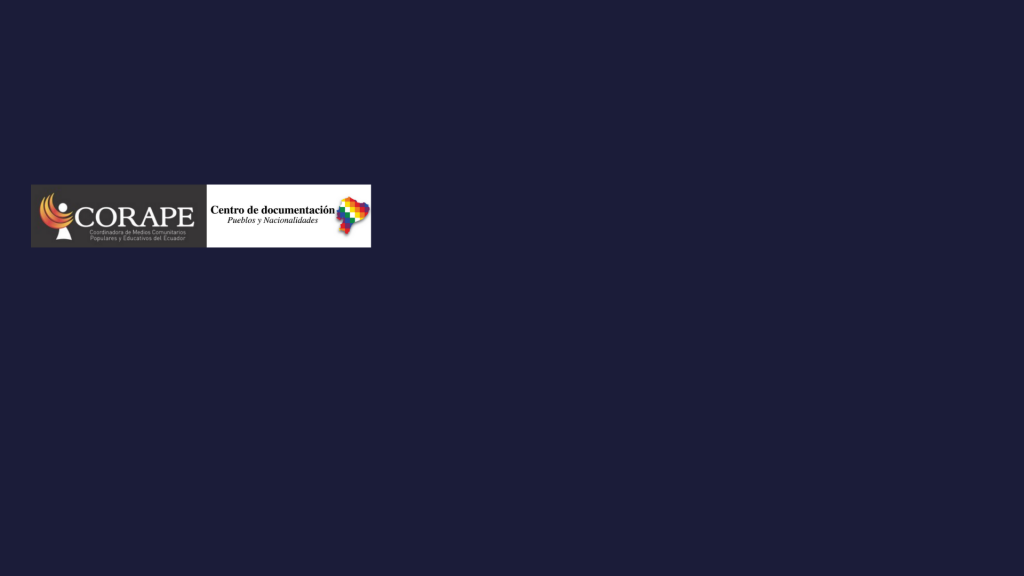 CORAPE
Coordinadora de Medios Comunitarios
Populares y Educativos del Ecuador
Centro de documentación
Pueblos y Nacionalidades